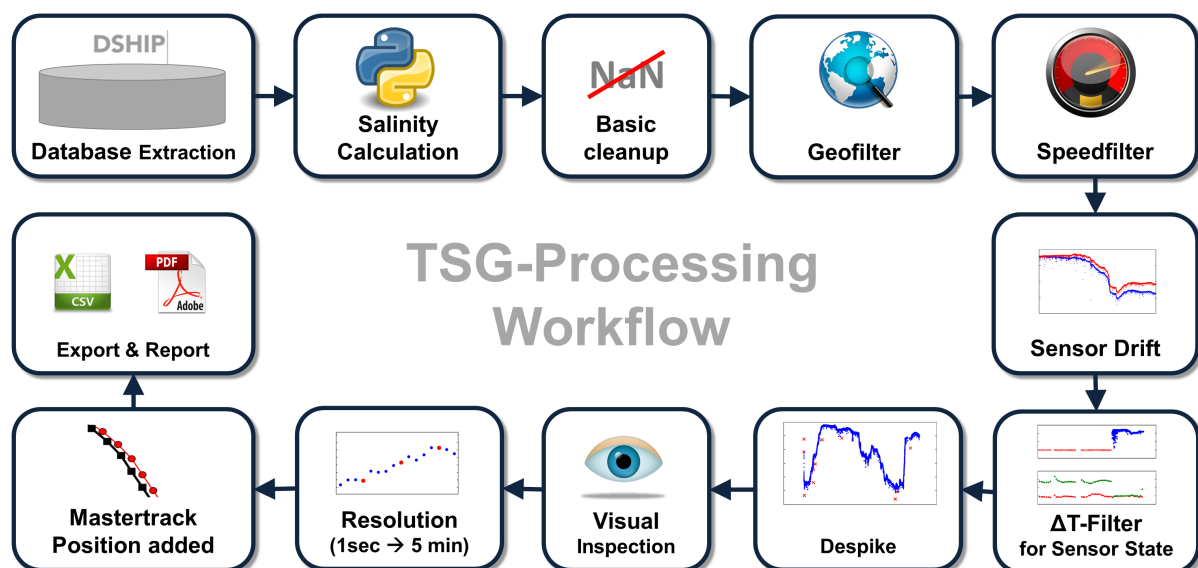 DSHIP
Database Extraction
Salinity
Calculation
NaN
Basic
cleanup
Geofilter
Speedfilter
TSG-Processing
Workflow
Sensor Drift
ΔT-Filter
for Sensor State
Despike
Visual
Inspection
Resolution
(1sec → 5 min)
Mastertrack
Position added
X
CSV
PDF
Adobe
Export & Report